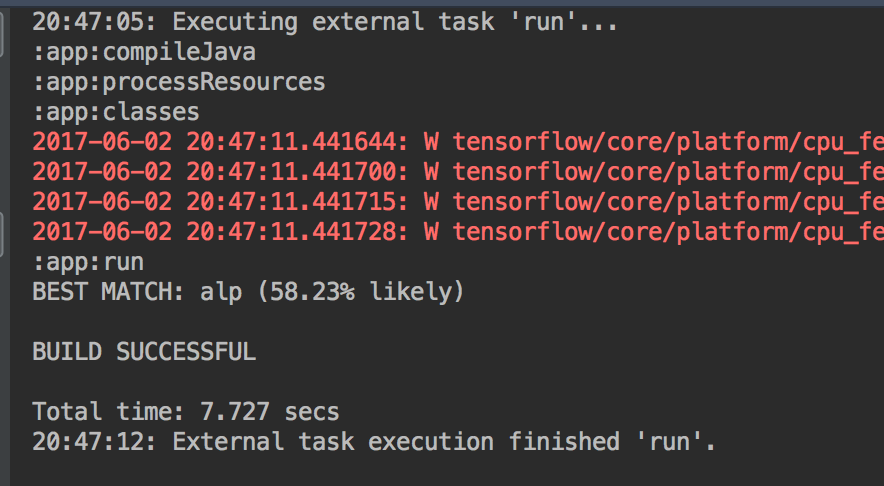 20:47:05: Executing external task 'run'...
:app:compileJava
:app:processResources
:app:classes
2017-06-02 20:47:11.441644: W tensorflow/core/platform/cpu_fe
2017-06-02 20:47:11.441700: W tensorflow/core/platform/cpu_fe
2017-06-02 20:47:11.441715: W tensorflow/core/platform/cpu_fe
2017-06-02 20:47:11.441728: W tensorflow/core/platform/cpu_fe
:app:run
BEST MATCH: alp (58.23% likely)
BUILD SUCCESSFUL
Total time: 7.727 secs
20:47:12: External task execution finished 'run'.